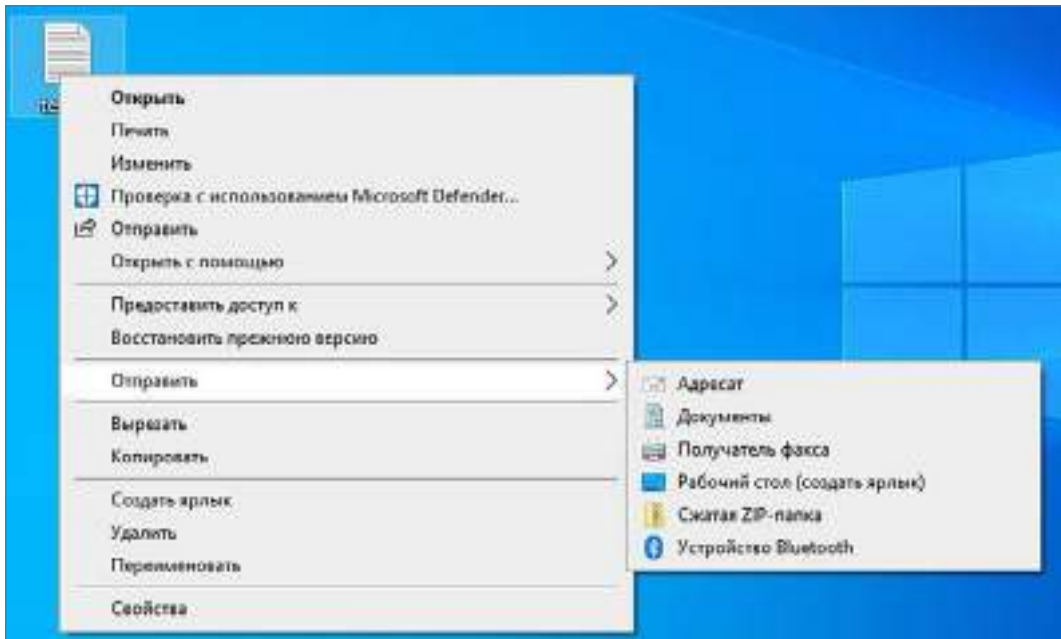 Открыть
Печать
Изменить
Проверка с использованием Microsoft Defender...
Отправить
Открыть с помощью
Предоставить доступ к
Восстановить прежнюю версию
Отправить
Вырезать
Копировать
Создать ярлык
Удалить
Переименовать
Свойства
Адресат
Документы
Получатель факса
Рабочий стол (создать ярлык)
Сжатая ZIP-папка
Устройство Bluetooth